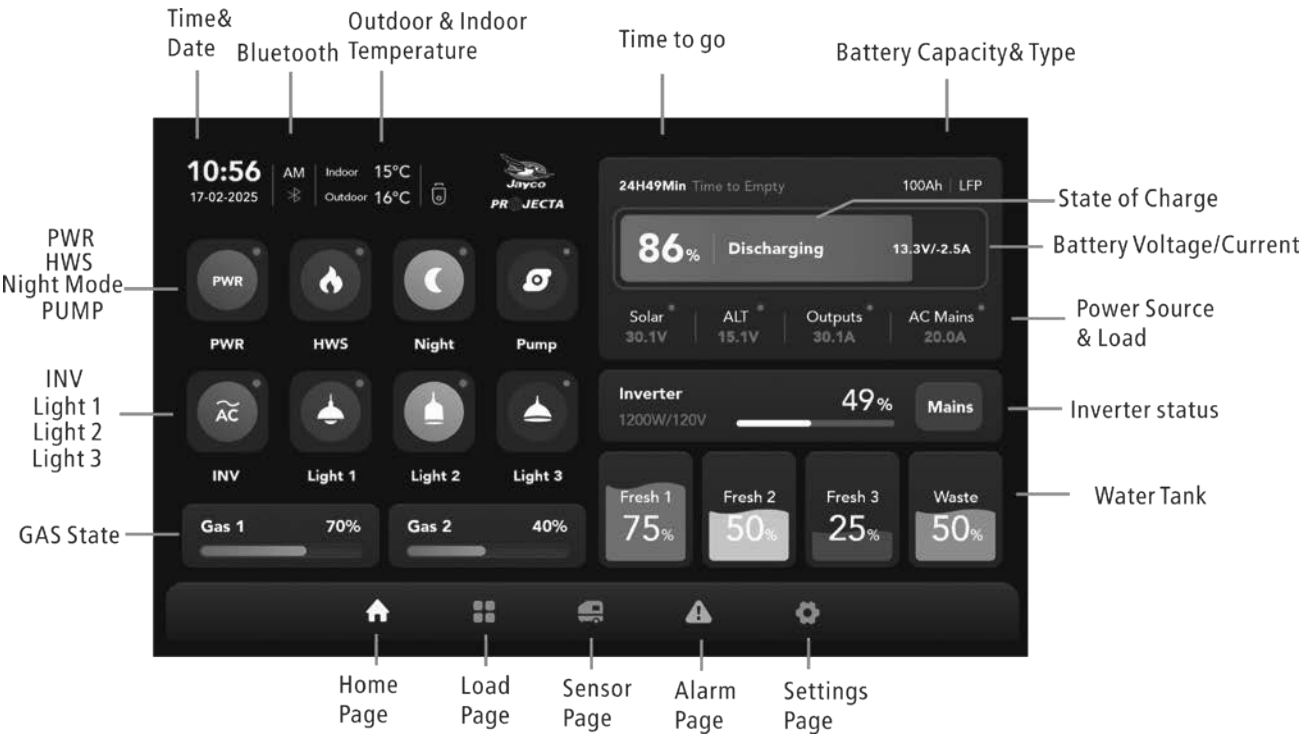 Time&
Date
Bluetooth
Outdoor & Indoor
Temperature
Time to go
Battery Capacity& Type
10:56
17-02-2025
AM
Indoor 15°C
Outdoor 16°C
Jayco
PROJECTA
24H49Min Time to Empty
100Ah | LFP
State of Charge
86% Discharging 13.3V/-2.5A
Battery Voltage/Current
PWR
HWS
Night Mode
PUMP
PWR
PWR HWS Night Pump
Solar ALT Outputs AC Mains
30.1V 15.1V 30.1A 20.0A
Power Source
& Load
INV
Light 1
Light 2
Light 3
AC
INV Light 1 Light 2 Light 3
Inverter
1200W/120V
49%
Mains
Inverter status
GAS State
Gas 1 70%
Gas 2 40%
Fresh 1 Fresh 2 Fresh 3 Waste
75% 50% 25% 50%
Water Tank
Home
Page
Load
Page
Sensor
Page
Alarm
Page
Settings
Page